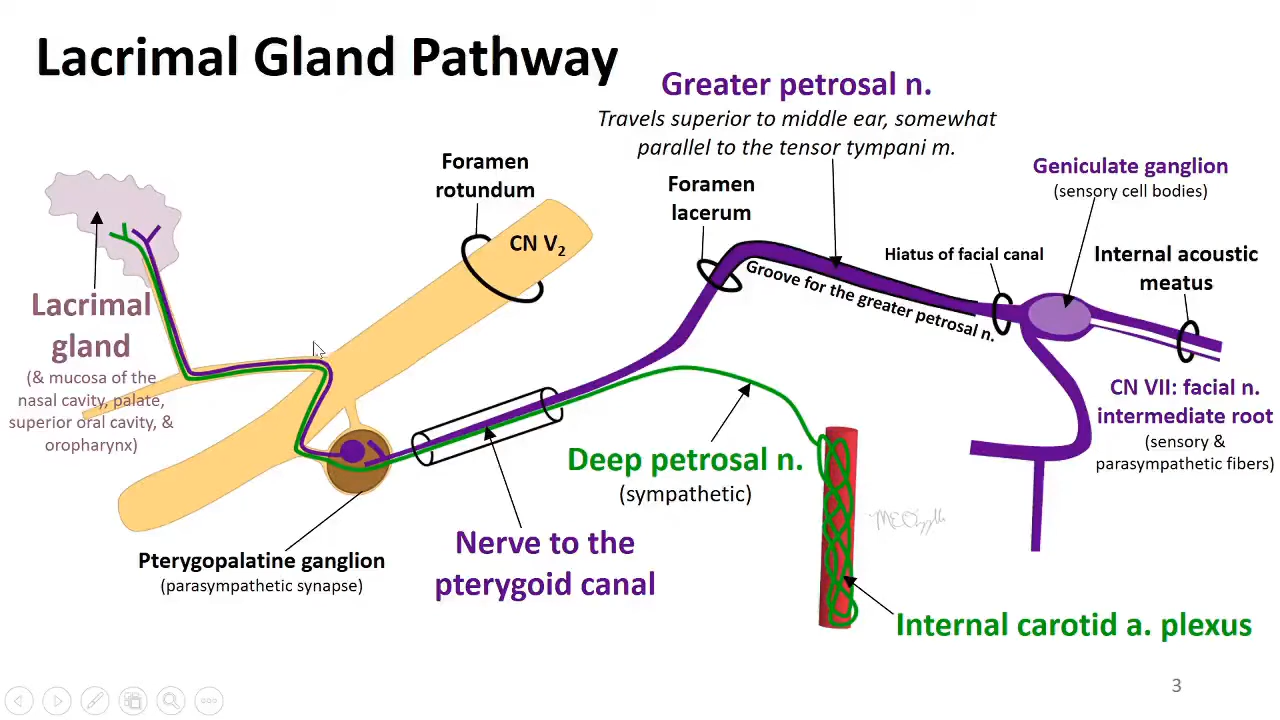 Lacrimal Gland Pathway
Greater petrosal n.
Travels superior to middle ear, somewhat
parallel to the tensor tympani m.
Foramen
rotundum
CN V2
Foramen
lacerum
Geniculate ganglion
(sensory cell bodies)
Hiatus of facial canal
Internal acoustic
meatus
Groove for the greater petrosal n.
Lacrimal
gland
(& mucosa of the
nasal cavity, palate,
superior oral cavity, &
oropharynx)
CN VII: facial n.
intermediate root
(sensory &
parasympathetic fibers)
Deep petrosal n.
(sympathetic)
Nerve to the
pterygoid canal
Pterygopalatine ganglion
(parasympathetic synapse)
Internal carotid a. plexus
3